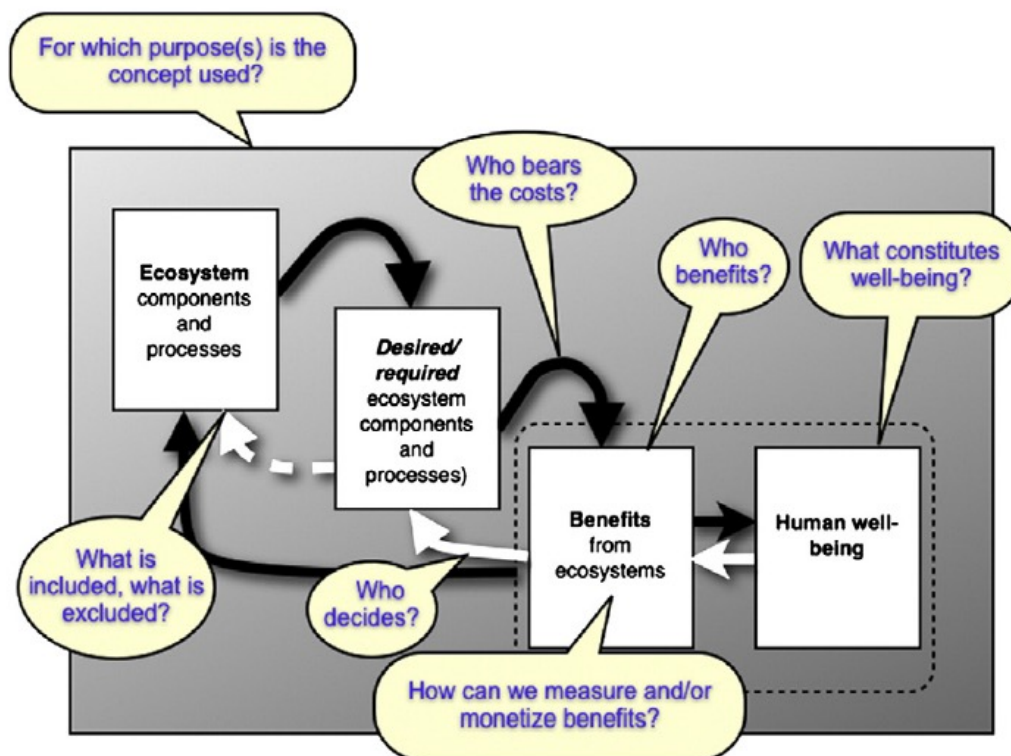 For which purpose(s) is the
concept used?
Who bears
the costs?
Who
benefits?
What constitutes
well-being?
Ecosystem
components
and
processes
Desired/
required
ecosystem
components
and
processes)
Benefits
from
ecosystems
Human well-
being
What is
included, what is
excluded?
Who
decides?
How can we measure and/or
monetize benefits?